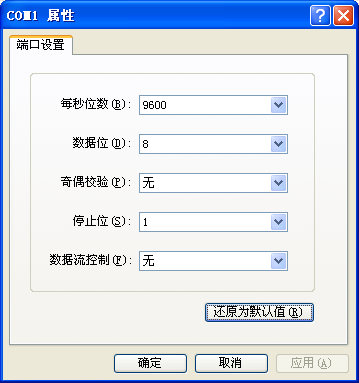 COM1 属性
端口设置
每秒位数(B): 9600
数据位(D): 8
奇偶校验(P): 无
停止位(S): 1
数据流控制(F): 无
还原为默认值(R)
确定 取消 应用(A)